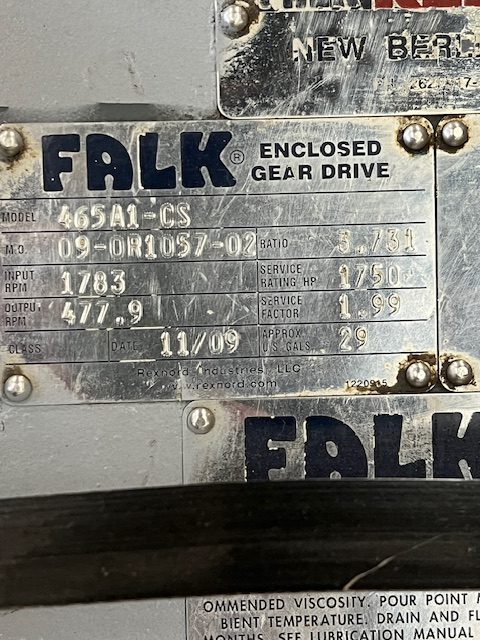 NEW BERL
FALK® ENCLOSED GEAR DRIVE
MODEL 465A1-CS
M.O. 09-0R1057-02 RATIO 3.731
INPUT RPM 1783 SERVICE RATING HP 1750
OUTPUT RPM 477.9 SERVICE FACTOR 1.99
CLASS DATE 11/09 APPROX U.S. GALS. 29
Rexnord Industries, LLC
www.rexnord.com 1220915
FALK
OMMENDED VISCOSITY. POUR POINT M
BIENT TEMPERATURE. DRAIN AND FL
MONTHS. SEE LUBRICATION MANUAL